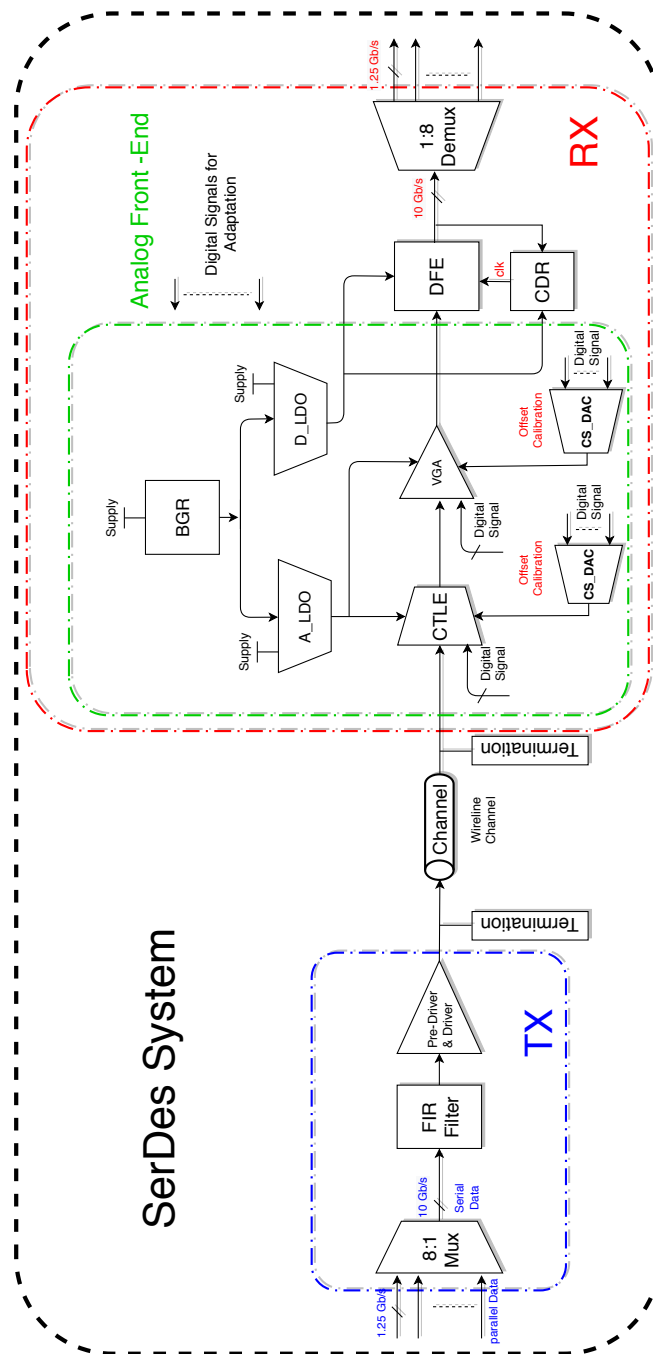 SerDes System
1.25 Gb/s
parallel Data
8:1
Mux
10 Gb/s
Serial
Data
FIR
Filter
Pre-Driver
& Driver
TX
Termination
Channel
Wireline
Channel
Termination
Analog Front -End
Digital Signals for
Adaptation
Supply
BGR
Supply
A_LDO
Supply
D_LDO
CTLE
Digital
Signal
VGA
Digital
Signal
Offset
Calibration
CS_DAC
Digital
Signal
Offset
Calibration
CS_DAC
Digital
Signal
DFE
clk
CDR
10 Gb/s
1:8
Demux
1.25 Gb/s
RX